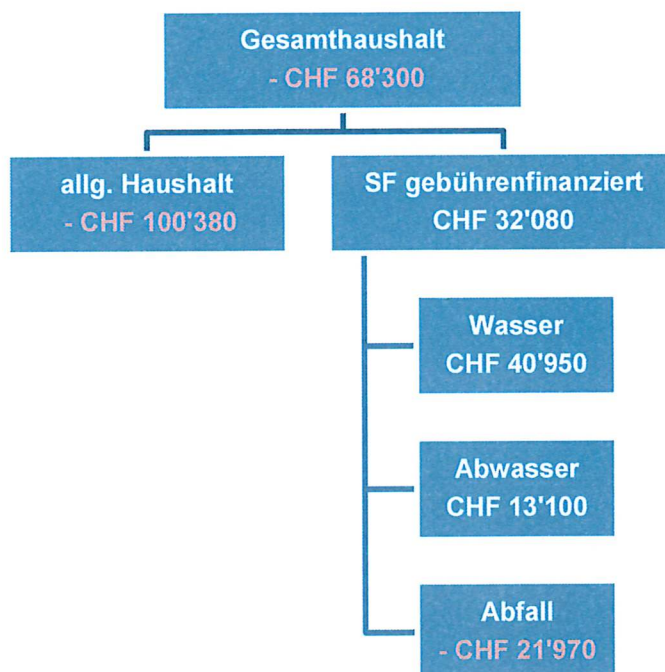 Gesamthaushalt
- CHF 68'300
allg. Haushalt
- CHF 100'380
SF gebührenfinanziert
CHF 32'080
Wasser
CHF 40'950
Abwasser
CHF 13'100
Abfall
- CHF 21'970